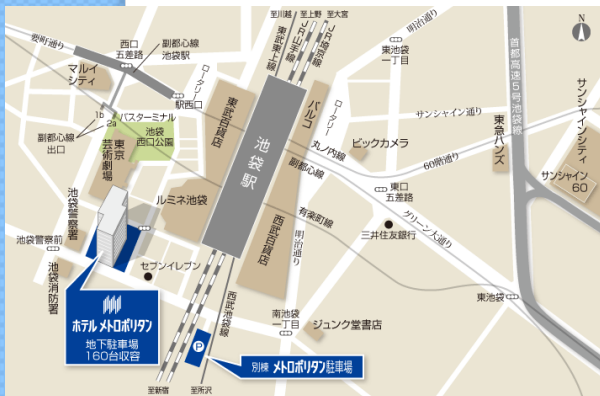 至川越
至上野
至大宮
東武東上線
JR山手線
JR埼京線
明治通り
N
要町通り
西口
五差路
副都心線
池袋駅
東池袋
一丁目
首都高速5号池袋線
マルイ
シティ
駅西口
ロータリー
東武百貨店
パルコ
ロータリー
サンシャイン通り
サンシャインシティ
1b
2a
バスターミナル
池袋
西口公園
副都心線
出口
東京
芸術劇場
池袋駅
丸ノ内線
ビックカメラ
60階通り
東急ハンズ
サンシャイン
60
副都心線
東口
五差路
グリーン大通り
池袋警察署
ルミネ池袋
有楽町線
三井住友銀行
池袋警察署前
西武百貨店
明治通り
池袋消防署
セブンイレブン
東池袋
ホテル メトロポリタン
地下駐車場
160台収容
西武池袋線
南池袋
一丁目
ジュンク堂書店
P
別棟 メトロポリタン駐車場
至新宿
至所沢